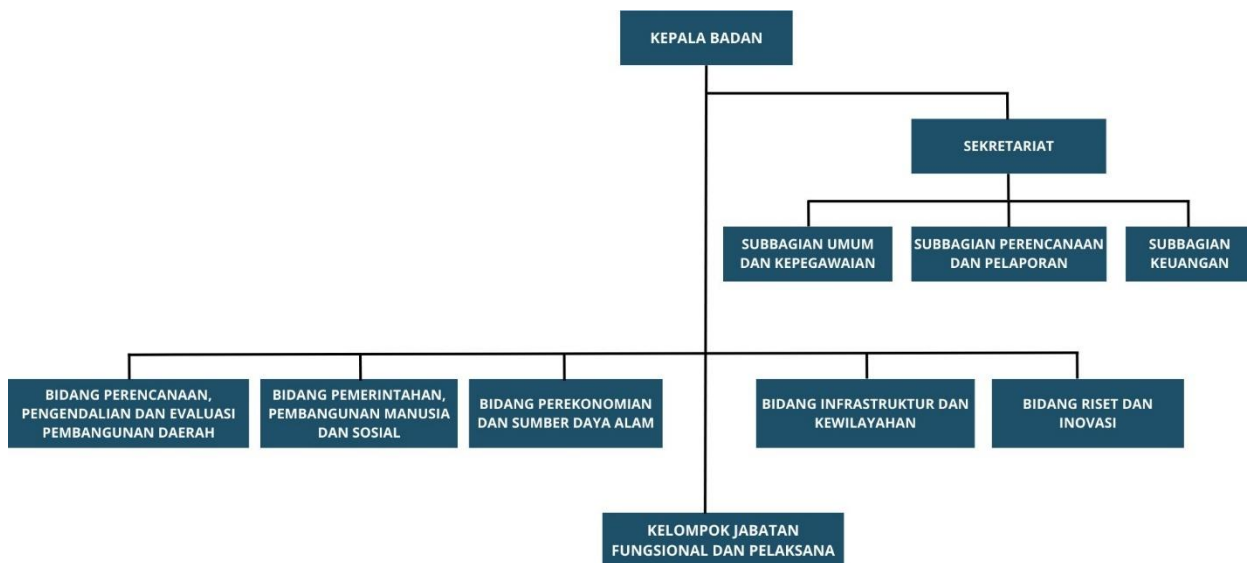 KEPALA BADAN
SEKRETARIAT
SUBBAGIAN UMUM
DAN KEPEGAWAIAN
SUBBAGIAN PERENCANAAN
DAN PELAPORAN
SUBBAGIAN
KEUANGAN
BIDANG PERENCANAAN,
PENGENDALIAN DAN EVALUASI
PEMBANGUNAN DAERAH
BIDANG PEMERINTAHAN,
PEMBANGUNAN MANUSIA
DAN SOSIAL
BIDANG PEREKONOMIAN
DAN SUMBER DAYA ALAM
BIDANG INFRASTRUKTUR DAN
KEWILAYAHAN
BIDANG RISET DAN
INOVASI
KELOMPOK JABATAN
FUNGSIONAL DAN PELAKSANA